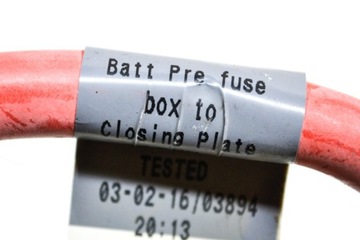 Batt Pre fuse
box to
Closing Plate
TESTED
03-02-16/03894
20:13